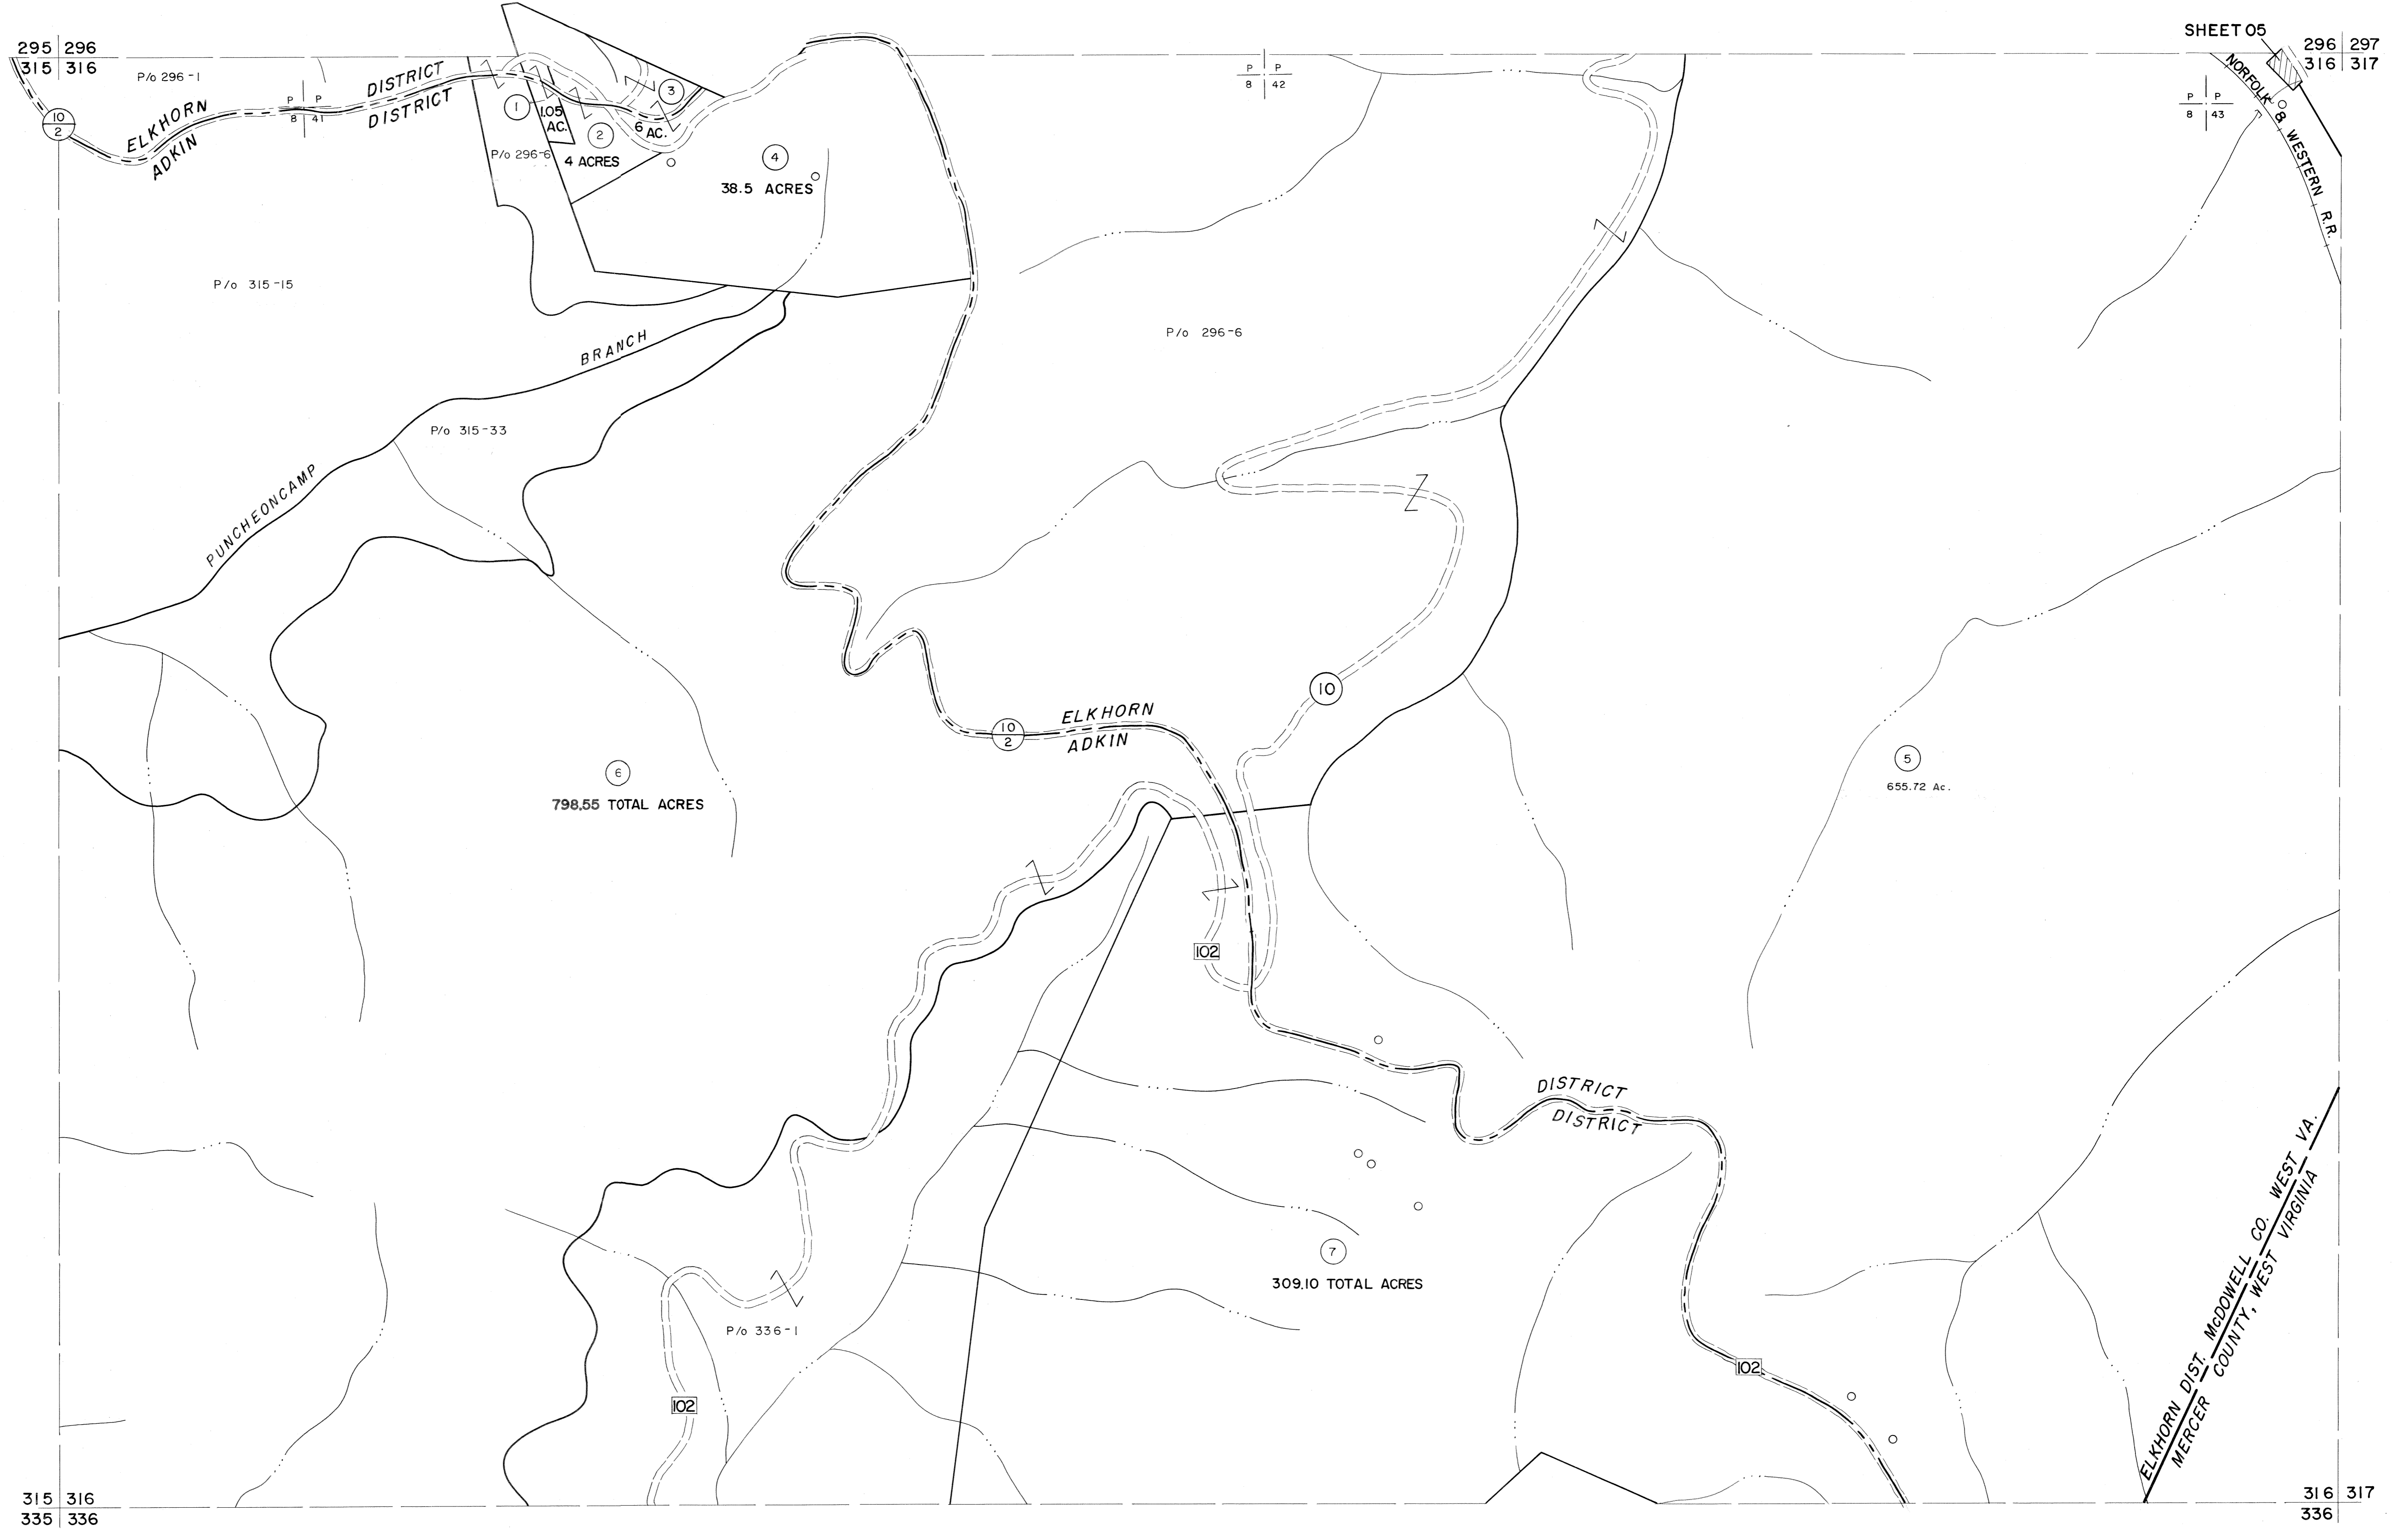 SHEET 05
295 296
315 316
296 297
316 317
P/o 296-1
DISTRICT
DISTRICT
ELKHORN
ADKIN
10
2
P P
8 41
P P
8 42
P P
8 43
NORFOLK & WESTERN R.R.
1
1.05
AC.
2
4 ACRES
3
6 AC.
P/o 296-6
4
38.5 ACRES
P/o 315-15
P/o 296-6
PUNCHEONCAMP BRANCH
P/o 315-33
10
10
2
ELKHORN
ADKIN
6
798.55 TOTAL ACRES
5
655.72 Ac.
102
DISTRICT
DISTRICT
7
309.10 TOTAL ACRES
P/o 336-1
102
102
ELKHORN DIST. McDOWELL CO. WEST VA.
MERCER COUNTY, WEST VIRGINIA
315 316
335 336
316 317
336